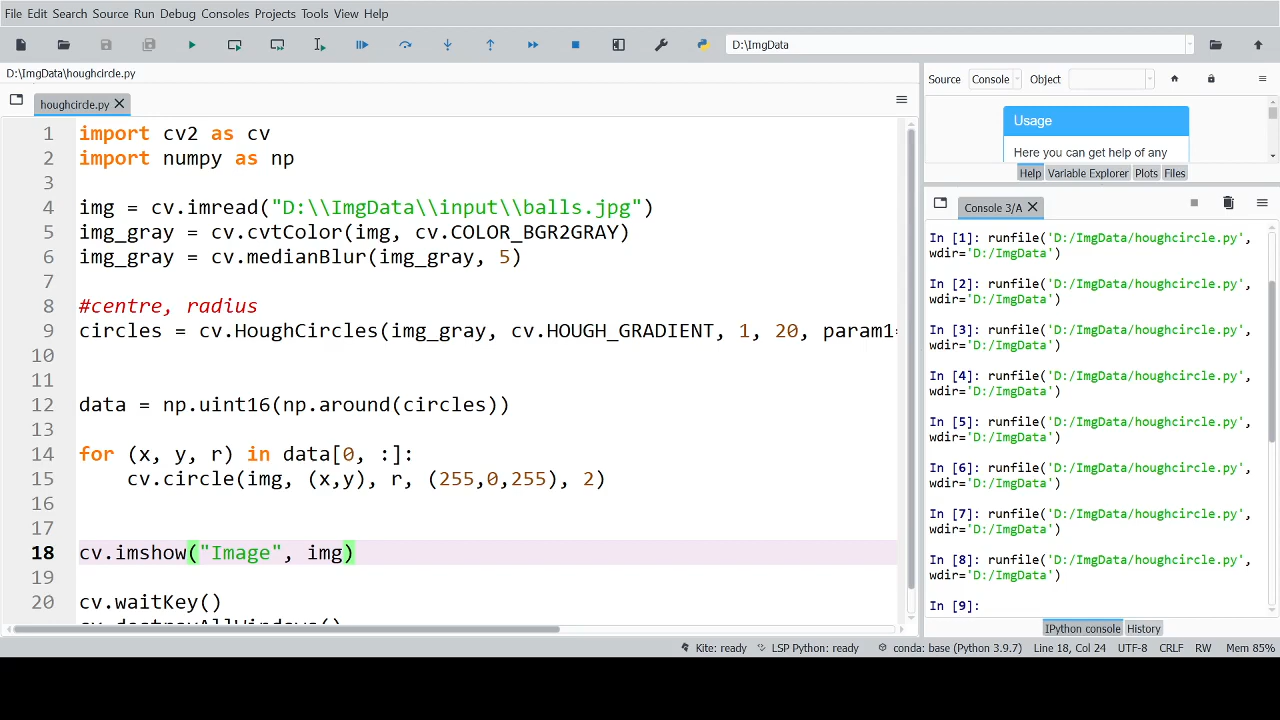 File Edit Search Source Run Debug Consoles Projects Tools View Help
D:\ImgData
D:\ImgData\houghcircle.py
houghcircle.py
1 import cv2 as cv
2 import numpy as np
3
4 img = cv.imread("D:\\ImgData\\input\\balls.jpg")
5 img_gray = cv.cvtColor(img, cv.COLOR_BGR2GRAY)
6 img_gray = cv.medianBlur(img_gray, 5)
7
8 #centre, radius
9 circles = cv.HoughCircles(img_gray, cv.HOUGH_GRADIENT, 1, 20, param1=
10
11
12 data = np.uint16(np.around(circles))
13
14 for (x, y, r) in data[0, :]:
15 cv.circle(img, (x,y), r, (255,0,255), 2)
16
17
18 cv.imshow("Image", img)
19
20 cv.waitKey()
cv.destroyAllWindows()
Source Console Object
Usage
Here you can get help of any
Help Variable Explorer Plots Files
Console 3/A
In [1]: runfile('D:/ImgData/houghcircle.py',
wdir='D:/ImgData')
In [2]: runfile('D:/ImgData/houghcircle.py',
wdir='D:/ImgData')
In [3]: runfile('D:/ImgData/houghcircle.py',
wdir='D:/ImgData')
In [4]: runfile('D:/ImgData/houghcircle.py',
wdir='D:/ImgData')
In [5]: runfile('D:/ImgData/houghcircle.py',
wdir='D:/ImgData')
In [6]: runfile('D:/ImgData/houghcircle.py',
wdir='D:/ImgData')
In [7]: runfile('D:/ImgData/houghcircle.py',
wdir='D:/ImgData')
In [8]: runfile('D:/ImgData/houghcircle.py',
wdir='D:/ImgData')
In [9]:
IPython console History
Kite: ready LSP Python: ready conda: base (Python 3.9.7) Line 18, Col 24 UTF-8 CRLF RW Mem 85%